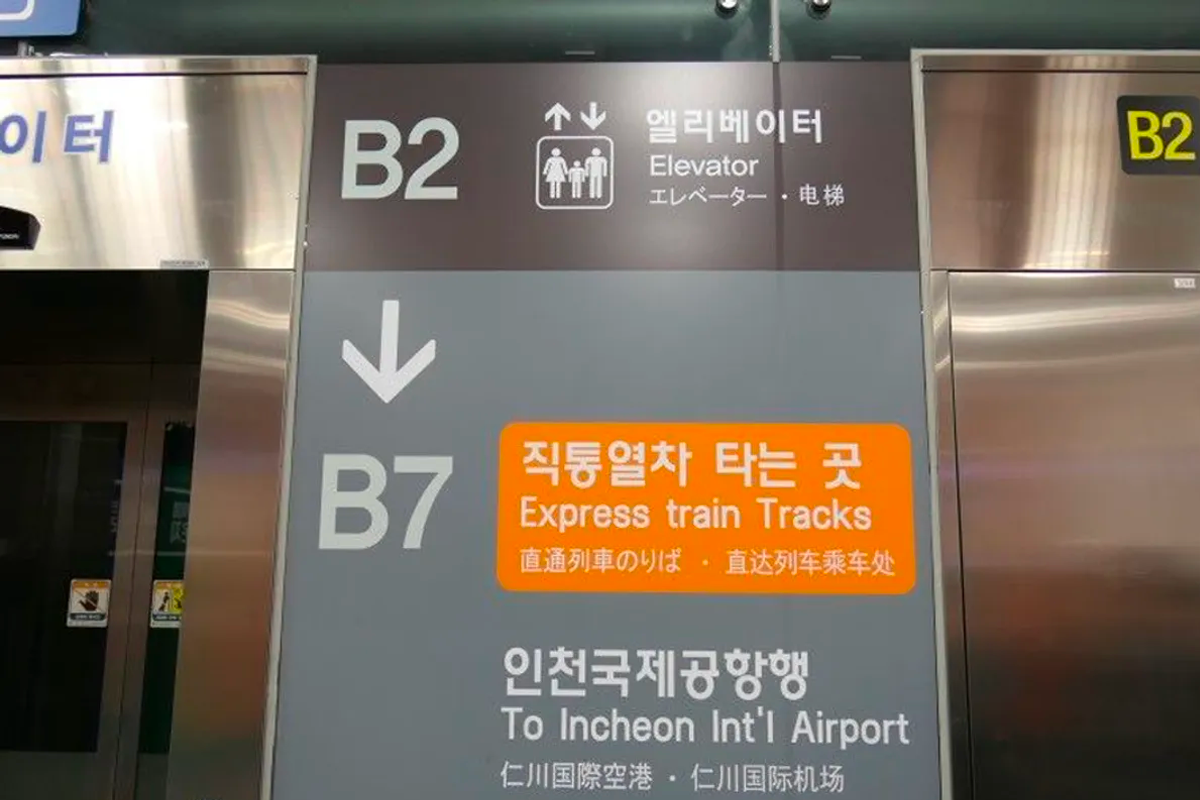 이터
B2
엘리베이터
Elevator
エレベーター・电梯
B2
B7
직통열차 타는 곳
Express train Tracks
直通列車のりば ・ 直达列车乘车处
인천국제공항행
To Incheon Int'l Airport
仁川国際空港 ・ 仁川国际机场